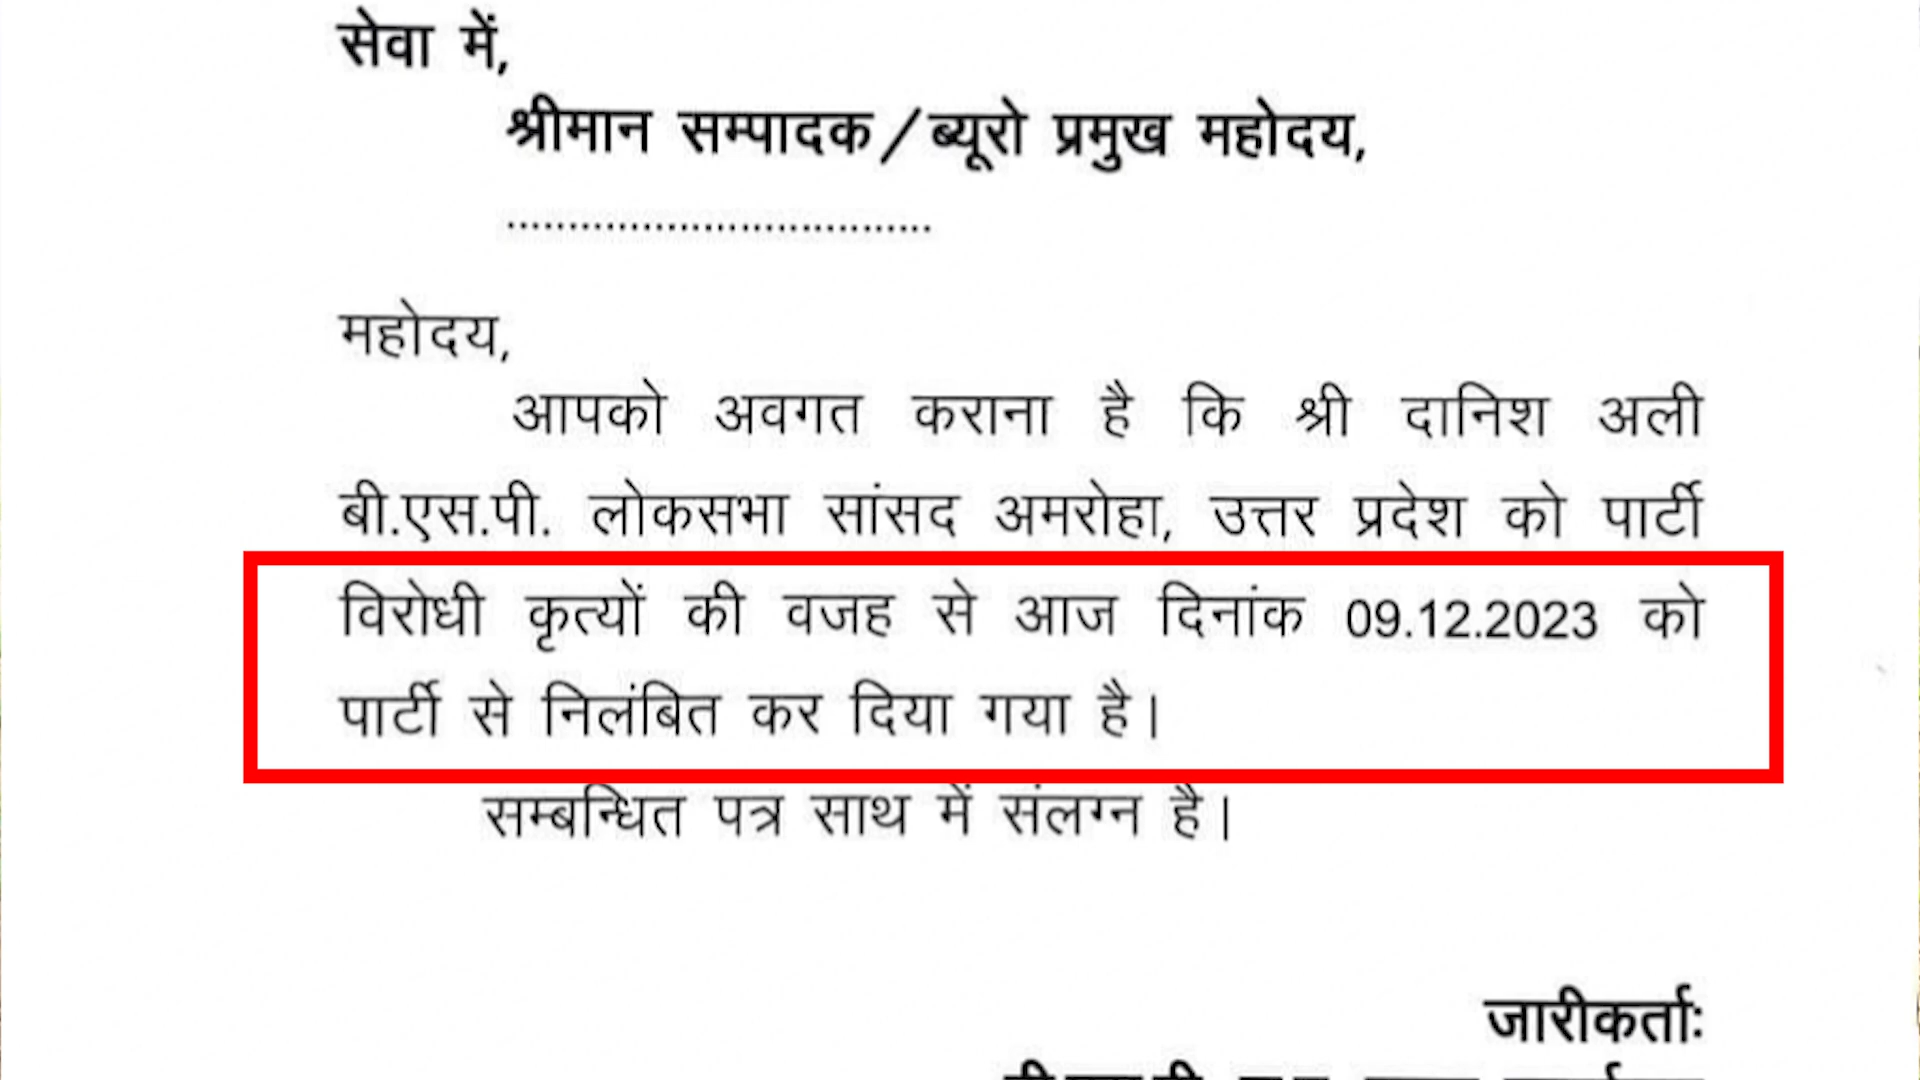 सेवा में,
श्रीमान सम्पादक/ब्यूरो प्रमुख महोदय,
..................................
महोदय,
आपको अवगत कराना है कि श्री दानिश अली
बी.एस.पी. लोकसभा सांसद अमरोहा, उत्तर प्रदेश को पार्टी
विरोधी कृत्यों की वजह से आज दिनांक 09.12.2023 को
पार्टी से निलंबित कर दिया गया है।
सम्बन्धित पत्र साथ में संलग्न है।
जारीकर्ताः